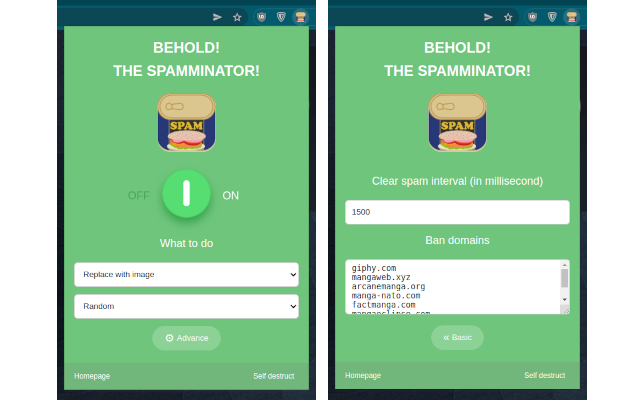 BEHOLD!
THE SPAMMINATOR!
SPAM
OFF
ON
What to do
Replace with image
Random
Advance
Homepage
Self destruct
BEHOLD!
THE SPAMMINATOR!
SPAM
Clear spam interval (in millisecond)
1500
Ban domains
giphy.com
mangaweb.xyz
arcanemanga.org
manga-nato.com
factmanga.com
« Basic
Homepage
Self destruct